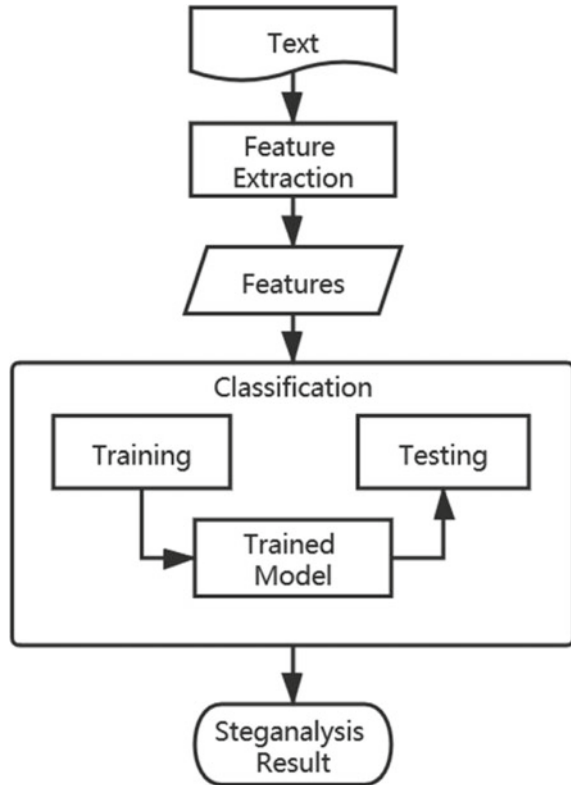 Text
Feature
Extraction
Features
Classification
Training
Testing
Trained
Model
Steganalysis
Result